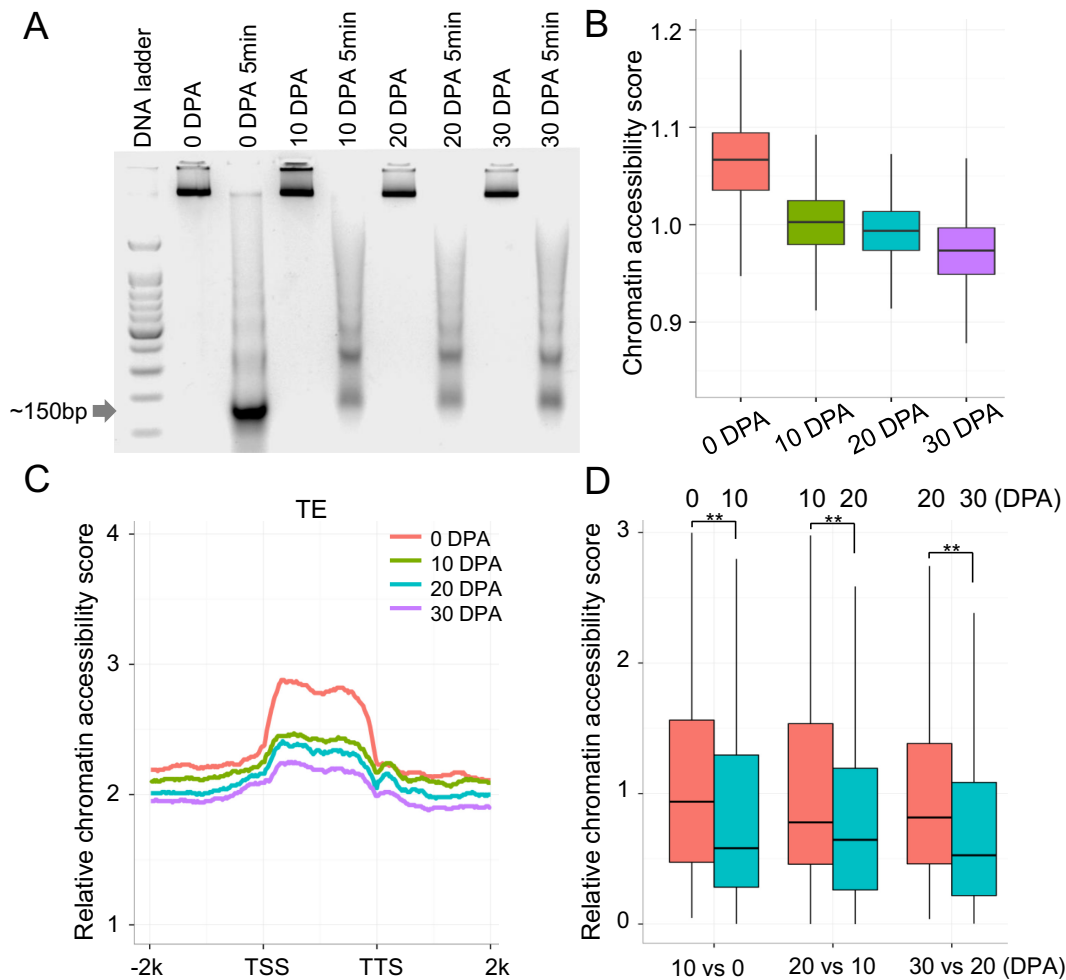 A
DNA ladder
0 DPA
0 DPA 5min
10 DPA
10 DPA 5min
20 DPA
20 DPA 5min
30 DPA
30 DPA 5min
~150bp
B
Chromatin accessibility score
1.2
1.1
1.0
0.9
0 DPA
10 DPA
20 DPA
30 DPA
C
TE
Relative chromatin accessibility score
4
3
2
1
0 DPA
10 DPA
20 DPA
30 DPA
-2k
TSS
TTS
2k
D
0 10 10 20 20 30 (DPA)
** ** **
Relative chromatin accessibility score
3
2
1
0
10 vs 0 20 vs 10 30 vs 20 (DPA)